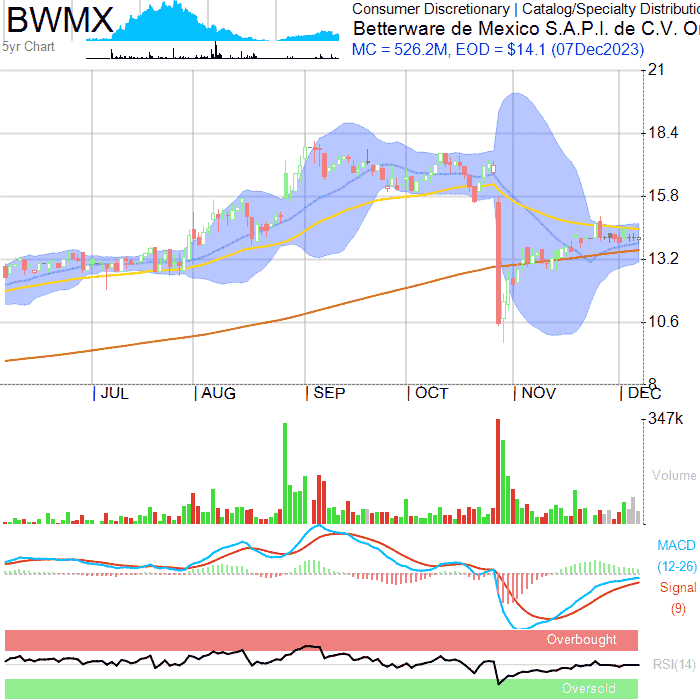 BWMX
5yr Chart
Consumer Discretionary | Catalog/Specialty Distributio
Betterware de Mexico S.A.P.I. de C.V. Or
MC = 526.2M, EOD = $14.1 (07Dec2023)
21
18.4
15.8
13.2
10.6
8
JUL
AUG
SEP
OCT
NOV
DEC
347k
Volume
MACD
(12-26)
Signal
(9)
Overbought
RSI(14)
Oversold